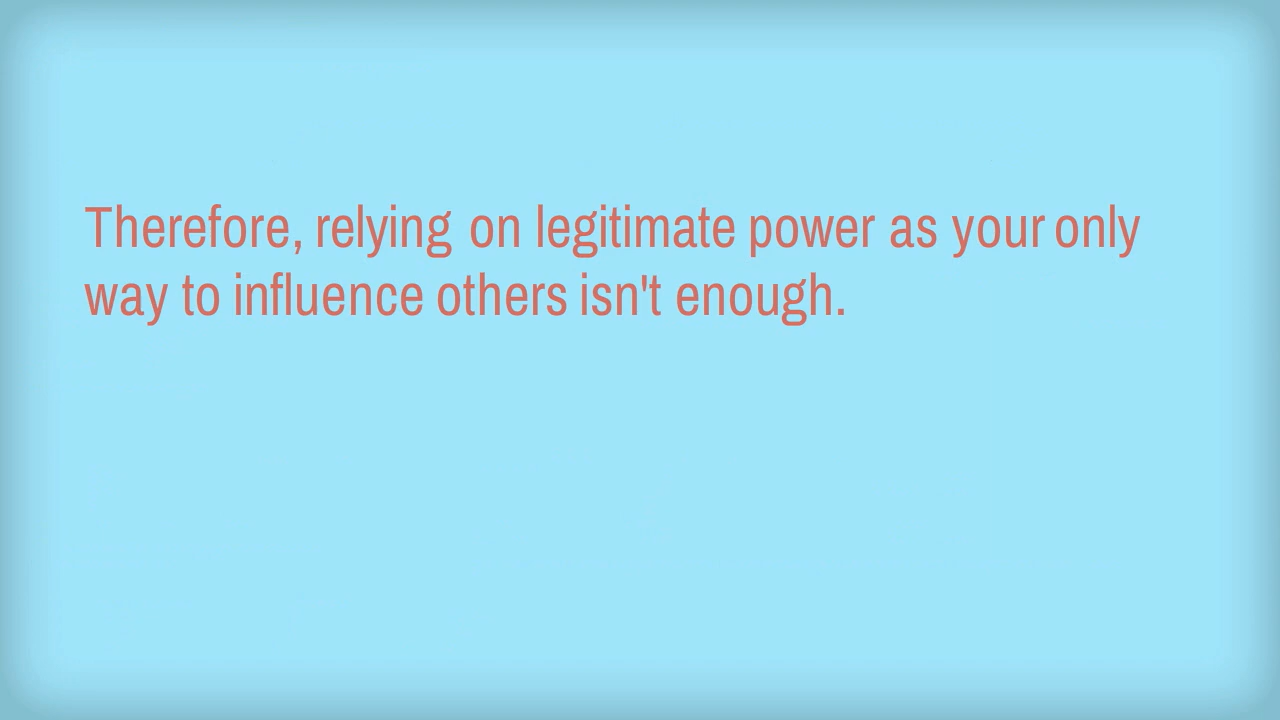 Therefore, relying on legitimate power as your only
way to influence others isn't enough.